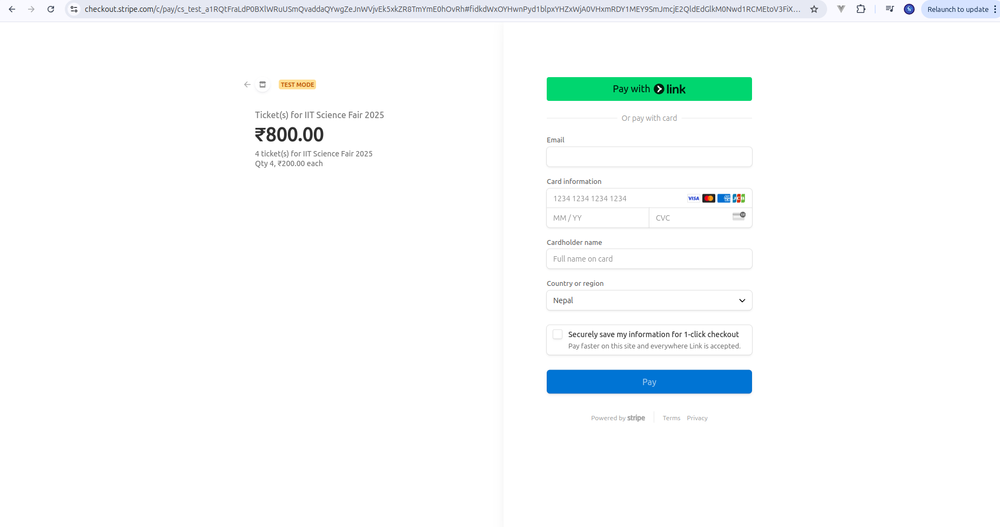 checkout.stripe.com/c/pay/cs_test_a1RQtFraLdP0BXlWRuUSmQvaddaQYwgZeJnWVjvEk5xkZR8TmYmE0hOvRh#fidkdWxOYHwnPyd1blpxYHZxWjA0VHxmRDY1MEY9SmJmcjE2QldEdGlkM0Nwd1RCMEtoV3FiX...
Relaunch to update
TEST MODE
Ticket(s) for IIT Science Fair 2025
₹800.00
4 ticket(s) for IIT Science Fair 2025
Qty 4, ₹200.00 each
Pay with link
Or pay with card
Email
Card information
1234 1234 1234 1234
VISA
JCB
MM / YY
CVC
Cardholder name
Full name on card
Country or region
Nepal
Securely save my information for 1-click checkout
Pay faster on this site and everywhere Link is accepted.
Pay
Powered by stripe
Terms
Privacy